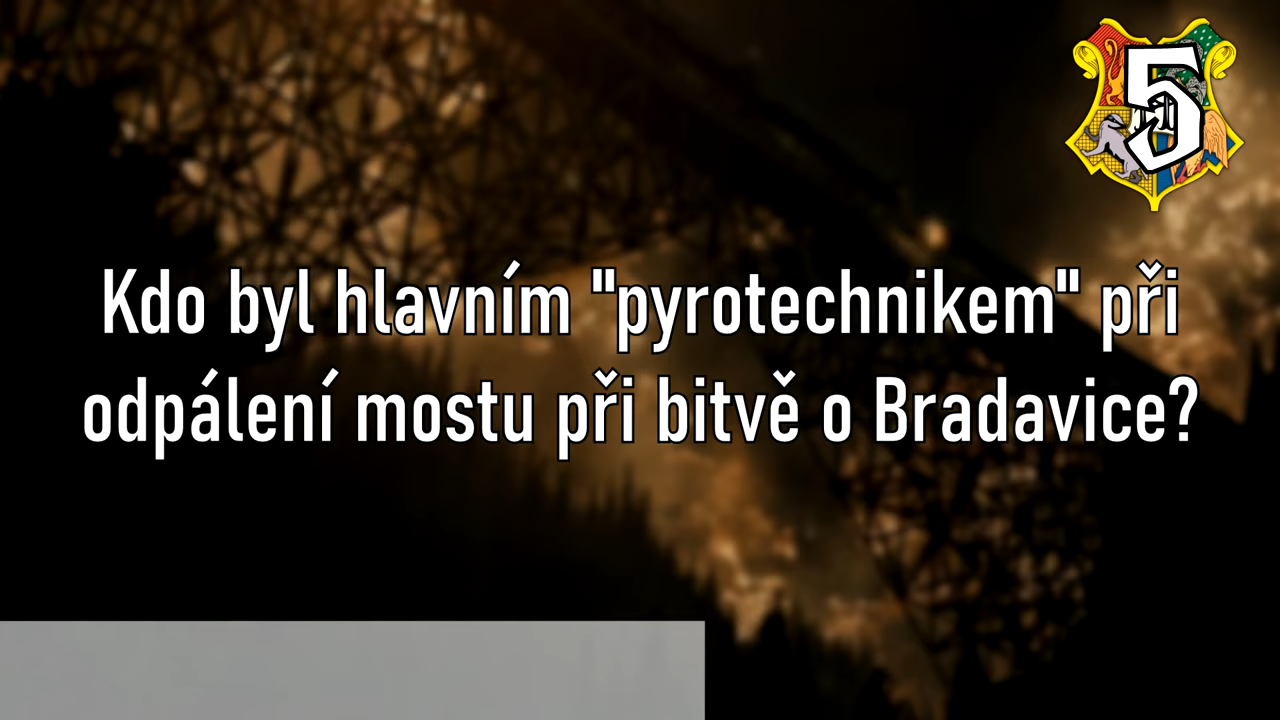 5
Kdo byl hlavním "pyrotechnikem" při
odpálení mostu při bitvě o Bradavice?